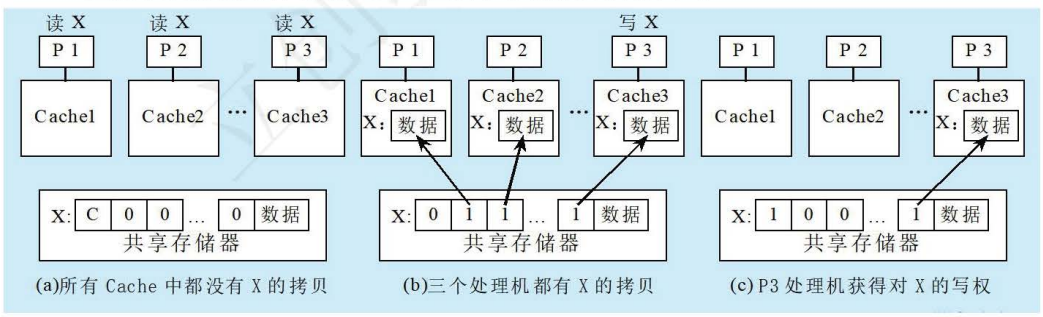 读 X 读 X 读 X
P 1 P 2 P 3
Cache1 Cache2 … Cache3
X: C 0 0 … 0 数据
共享存储器
(a)所有 Cache 中都没有 X 的拷贝
写 X
P 1 P 2 P 3
Cache1 Cache2 … Cache3
X: 数据 X: 数据 X: 数据
X: 0 1 1 … 1 数据
共享存储器
(b)三个处理机都有 X 的拷贝
P 1 P 2 P 3
Cache1 Cache2 … Cache3
X: 数据
X: 1 0 0 … 1 数据
共享存储器
(c) P3 处理机获得对 X 的写权